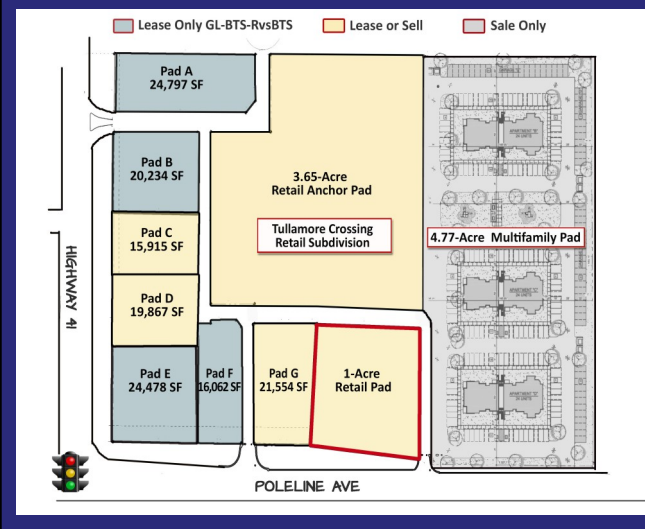 Lease Only GL-BTS-RvsBTS
Lease or Sell
Sale Only
Pad A
24,797 SF
Pad B
20,234 SF
Pad C
15,915 SF
Pad D
19,867 SF
Pad E
24,478 SF
Pad F
16,062 SF
Pad G
21,554 SF
1-Acre
Retail Pad
3.65-Acre
Retail Anchor Pad
Tullamore Crossing
Retail Subdivision
4.77-Acre Multifamily Pad
HIGHWAY 41
POLELINE AVE